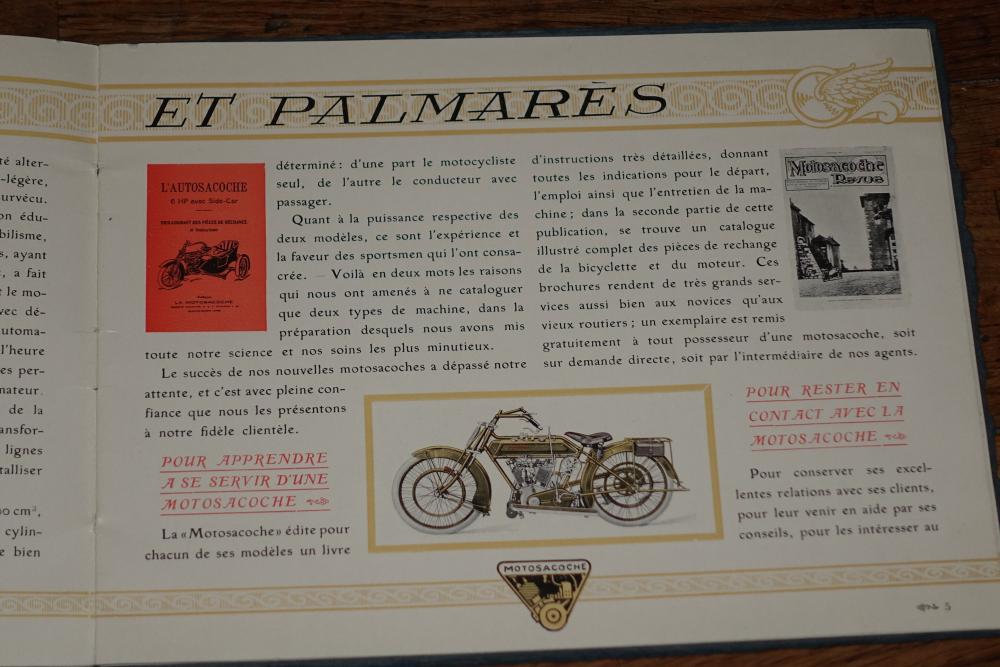 té alter-
-légère,
urvécu.
on édu-
bilisme,
s, ayant
, a fait
t le mo-
vec dé-
utoma-
l'heure
es per-
nateur.
de la
ansfor-
lignes
talliser
00 cm³,
cylin-
e bien
ET PALMARÈS
L'AUTOSACOCHE
6 HP avec Side-Car
LA MOTOSACOCHE
déterminé: d'une part le motocycliste
seul, de l'autre le conducteur avec
passager.
Quant à la puissance respective des
deux modèles, ce sont l'expérience et
la faveur des sportsmen qui l'ont consa-
crée. — Voilà en deux mots les raisons
qui nous ont amenés à ne cataloguer
que deux types de machine, dans la
préparation desquels nous avons mis
toute notre science et nos soins les plus minutieux.
Le succès de nos nouvelles motosacoches a dépassé notre
attente, et c'est avec pleine con-
fiance que nous les présentons
à notre fidèle clientèle.
POUR APPRENDRE
A SE SERVIR D'UNE
MOTOSACOCHE
La «Motosacoche» édite pour
chacun de ses modèles un livre
d'instructions très détaillées, donnant
toutes les indications pour le départ,
l'emploi ainsi que l'entretien de la ma-
chine; dans la seconde partie de cette
publication, se trouve un catalogue
illustré complet des pièces de rechange
de la bicyclette et du moteur. Ces
brochures rendent de très grands ser-
vices aussi bien aux novices qu'aux
vieux routiers; un exemplaire est remis
gratuitement à tout possesseur d'une motosacoche, soit
sur demande directe, soit par l'intermédiaire de nos agents.
Motosacoche
Revue
POUR RESTER EN
CONTACT AVEC LA
MOTOSACOCHE
Pour conserver ses excel-
lentes relations avec ses clients,
pour leur venir en aide par ses
conseils, pour les intéresser au
MOTOSACOCHE
5